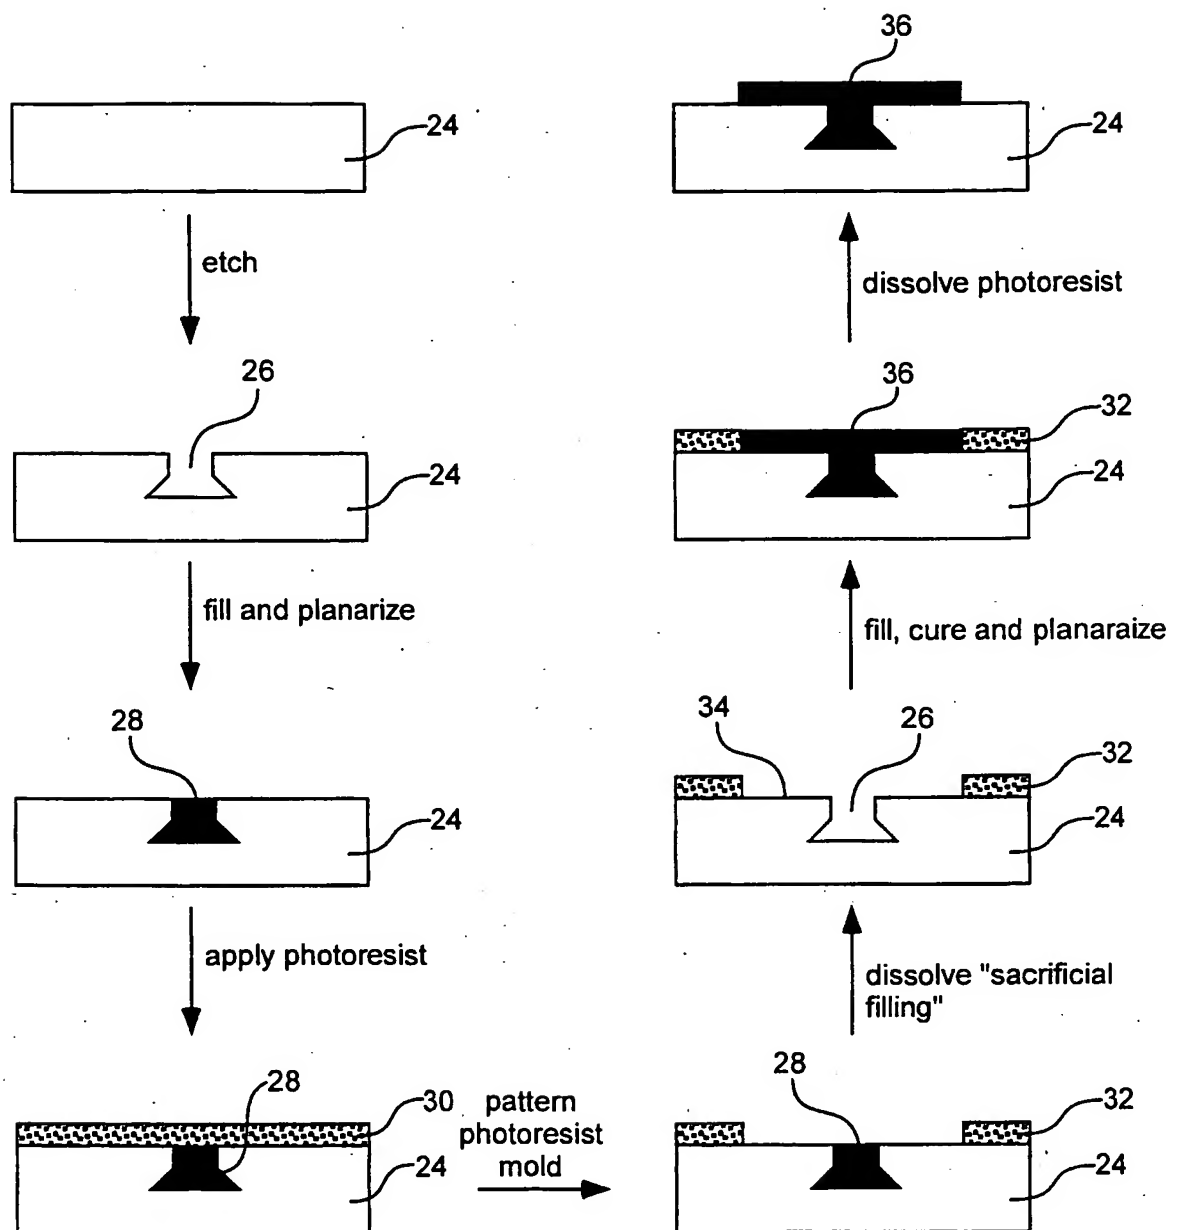 24
etch
26
24
fill and planarize
28
24
apply photoresist
28
30
24
pattern
photoresist
mold
28
32
24
dissolve "sacrificial
filling"
34
26
32
24
fill, cure and planaraize
36
32
24
dissolve photoresist
36
24